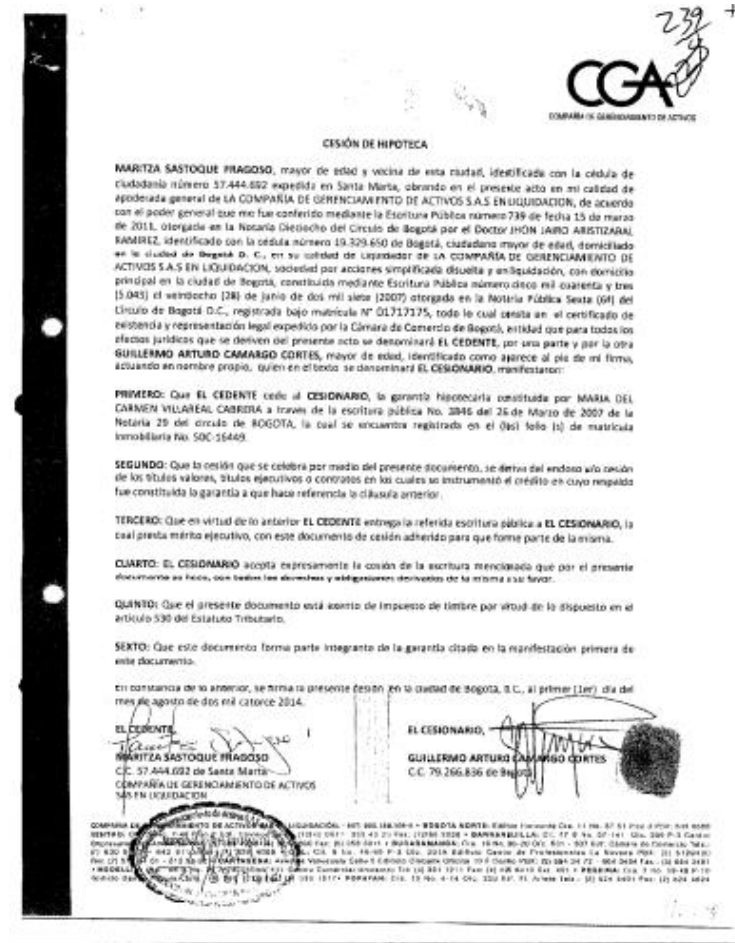 239
CGA
COMPAÑÍA DE GERENCIAMIENTO DE ACTIVOS
CESIÓN DE HIPOTECA
MARITZA SASTOQUE FRAGOSO, mayor de edad y vecina de esta ciudad, identificada con la cédula de
ciudadanía número 57.444.692 expedida en Santa Marta, obrando en el presente acto en mi calidad de
apoderada general de LA COMPAÑÍA DE GERENCIAMIENTO DE ACTIVOS S.A.S EN LIQUIDACION, de acuerdo
con el poder general que me fue conferido mediante la Escritura Pública número 739 de fecha 15 de marzo
de 2011, otorgada en la Notaría Dieciocho del Circulo de Bogotá por el Doctor JHON JAIRO ARISTIZABAL
RAMIREZ, identificado con la cédula número 19.329.650 de Bogotá, ciudadano mayor de edad, domiciliado
en la ciudad de Bogotá D. C., en su calidad de Liquidador de LA COMPAÑÍA DE GERENCIAMIENTO DE
ACTIVOS S.A.S EN LIQUIDACION, sociedad por acciones simplificada disuelta y en liquidación, con domicilio
principal en la ciudad de Bogotá, constituida mediante Escritura Pública número cinco mil cuarenta y tres
(5.043) el veintiocho (28) de junio de dos mil siete (2007) otorgada en la Notaria Pública Sexta (6ª) del
Círculo de Bogotá D.C., registrada bajo matrícula N° 01717175, todo lo cual consta en el certificado de
existencia y representación legal expedido por la Cámara de Comercio de Bogotá, entidad que para todos los
efectos jurídicos que se deriven del presente acto se denominará EL CEDENTE, por una parte y por la otra
GUILLERMO ARTURO CAMARGO CORTES, mayor de edad, identificado como aparece al pie de mi firma,
actuando en nombre propio, quien en el texto se denominará EL CESIONARIO, manifestaron:
PRIMERO: Que EL CEDENTE cede al CESIONARIO, la garantía hipotecaria constituida por MARIA DEL
CARMEN VILLAREAL CABRERA a través de la escritura pública No. 3846 del 26 de Marzo de 2007 de la
Notaria 29 del circulo de BOGOTA, la cual se encuentra registrada en el (los) folio (s) de matrícula
Inmobiliaria No. 50C-16449.
SEGUNDO: Que la cesión que se celebra por medio del presente documento, se deriva del endoso y/o cesión
de los títulos valores, títulos ejecutivos o contratos en los cuales se instrumentó el crédito en cuyo respaldo
fue constituida la garantía a que hace referencia la cláusula anterior.
TERCERO: Que en virtud de lo anterior EL CEDENTE entrega la referida escritura pública a EL CESIONARIO, la
cual presta mérito ejecutivo, con este documento de cesión adherido para que forme parte de la misma.
CUARTO: EL CESIONARIO acepta expresamente la cesión de la escritura mencionada que por el presente
documento se hace, con todos los derechos y obligaciones derivados de la misma a su favor.
QUINTO: Que el presente documento está exento de impuesto de timbre por virtud de lo dispuesto en el
artículo 530 del Estatuto Tributario.
SEXTO: Que este documento forma parte integrante de la garantía citada en la manifestación primera de
este documento.
En constancia de lo anterior, se firma la presente cesión en la ciudad de Bogotá, D.C., al primer (1er) día del
mes de agosto de dos mil catorce 2014.
EL CEDENTE,
MARITZA SASTOQUE FRAGOSO
C.C. 57.444.692 de Santa Marta
COMPAÑÍA DE GERENCIAMIENTO DE ACTIVOS
SAS EN LIQUIDACION
EL CESIONARIO,
GUILLERMO ARTURO CAMARGO CORTES
C.C. 79.266.836 de Bogotá